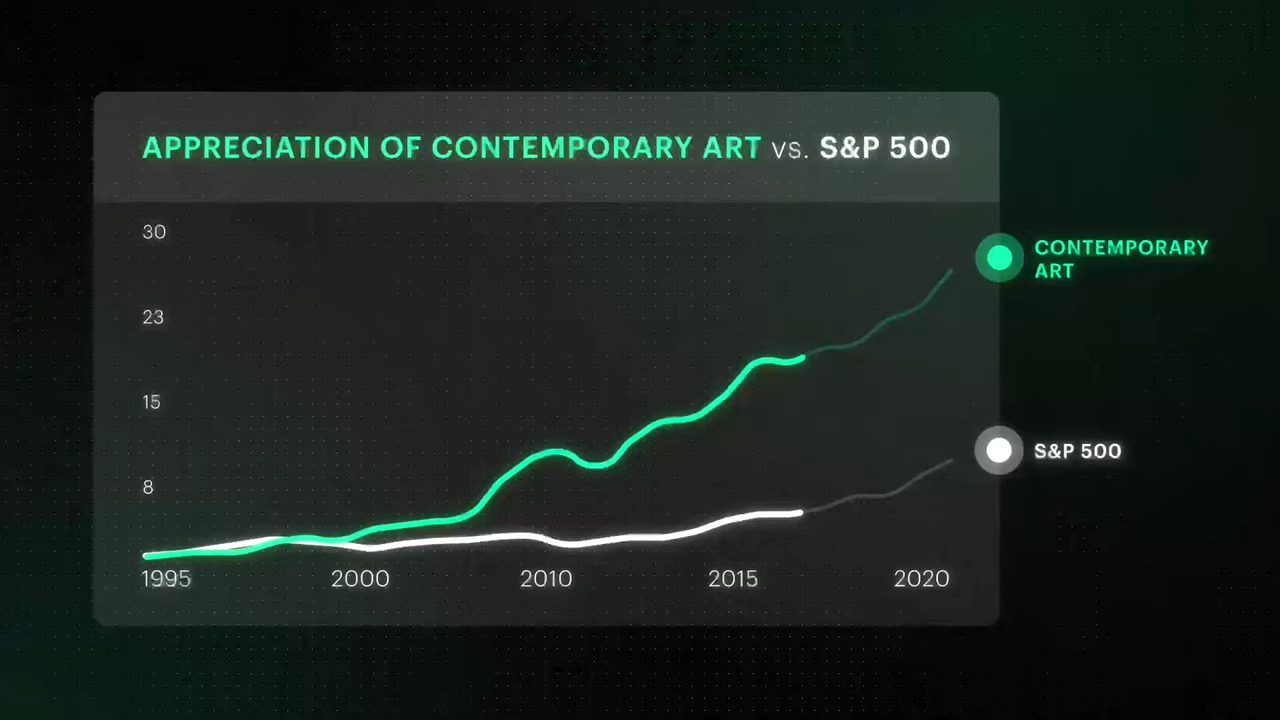 APPRECIATION OF CONTEMPORARY ART VS. S&P 500
30
23
15
8
1995
2000
2010
2015
2020
CONTEMPORARY
ART
S&P 500